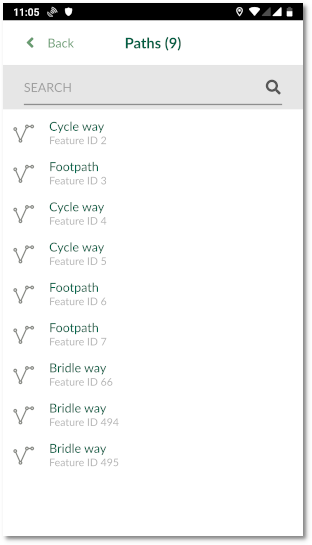 11:05
Back Paths (9)
SEARCH
Cycle way
Feature ID 2
Footpath
Feature ID 3
Cycle way
Feature ID 4
Cycle way
Feature ID 5
Footpath
Feature ID 6
Footpath
Feature ID 7
Bridle way
Feature ID 66
Bridle way
Feature ID 494
Bridle way
Feature ID 495